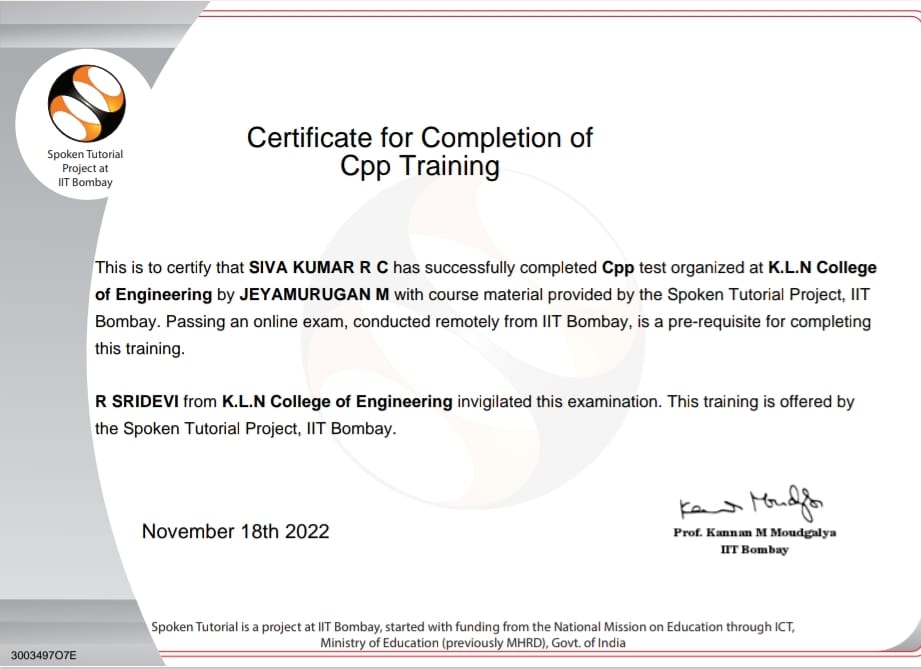 Spoken Tutorial
Project at
IIT Bombay
Certificate for Completion of
Cpp Training
This is to certify that SIVA KUMAR R C has successfully completed Cpp test organized at K.L.N College
of Engineering by JEYAMURUGAN M with course material provided by the Spoken Tutorial Project, IIT
Bombay. Passing an online exam, conducted remotely from IIT Bombay, is a pre-requisite for completing
this training.
R SRIDEVI from K.L.N College of Engineering invigilated this examination. This training is offered by
the Spoken Tutorial Project, IIT Bombay.
November 18th 2022
Kannan Moudgalya
Prof. Kannan M Moudgalya
IIT Bombay
Spoken Tutorial is a project at IIT Bombay, started with funding from the National Mission on Education through ICT,
Ministry of Education (previously MHRD), Govt. of India
3003497O7E